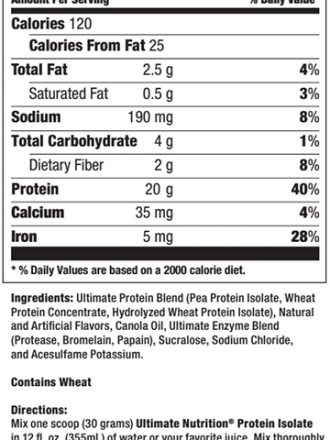 Amount Per Serving % Daily Value*
Calories 120
Calories From Fat 25
Total Fat 2.5 g 4%
Saturated Fat 0.5 g 3%
Sodium 190 mg 8%
Total Carbohydrate 4 g 1%
Dietary Fiber 2 g 8%
Protein 20 g 40%
Calcium 35 mg 4%
Iron 5 mg 28%
* % Daily Values are based on a 2000 calorie diet.
Ingredients: Ultimate Protein Blend (Pea Protein Isolate, Wheat
Protein Concentrate, Hydrolyzed Wheat Protein Isolate), Natural
and Artificial Flavors, Canola Oil, Ultimate Enzyme Blend
(Protease, Bromelain, Papain), Sucralose, Sodium Chloride,
and Acesulfame Potassium.
Contains Wheat
Directions:
Mix one scoop (30 grams) Ultimate Nutrition® Protein Isolate
in 12 fl. oz. (355mL) of water or your favorite juice. Mix thoroughly